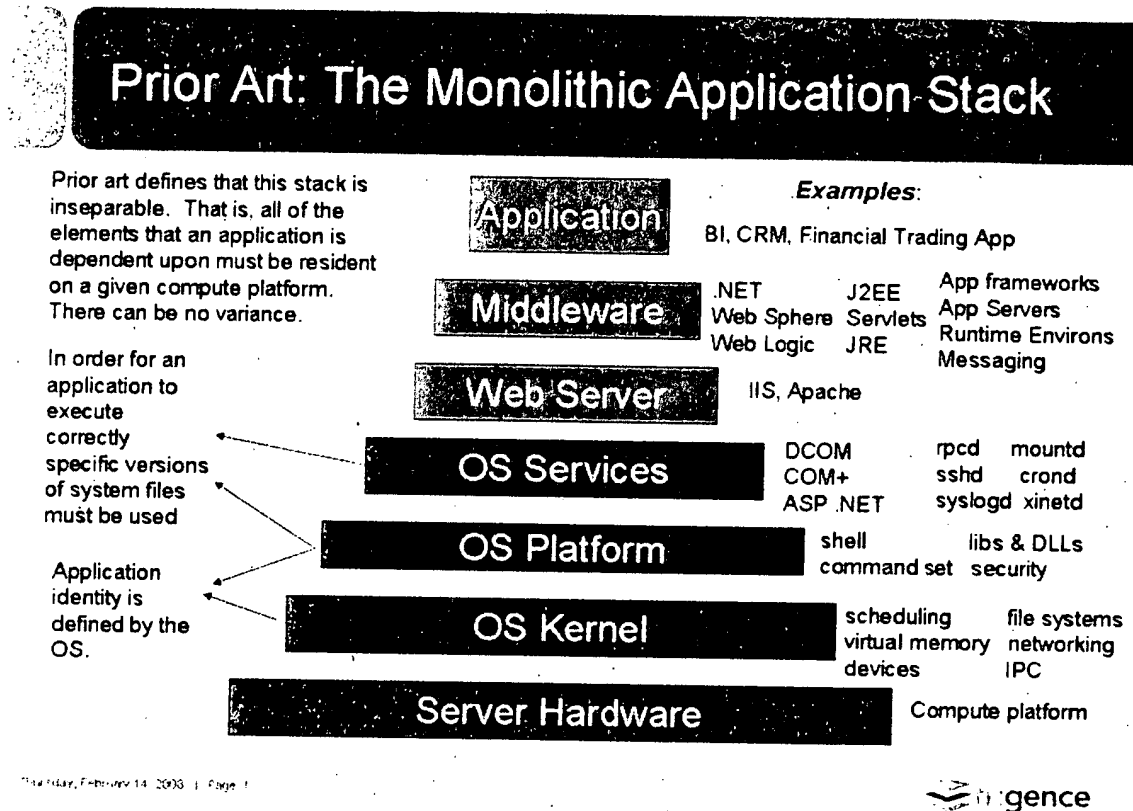 Prior Art: The Monolithic Application Stack
Prior art defines that this stack is
inseparable. That is, all of the
elements that an application is
dependent upon must be resident
on a given compute platform.
There can be no variance.
In order for an
application to
execute
correctly
specific versions
of system files
must be used
Application
identity is
defined by the
OS.
Application
Examples:
BI, CRM, Financial Trading App
Middleware
.NET J2EE App frameworks
Web Sphere Servlets App Servers
Web Logic JRE Runtime Environs
Messaging
Web Server
IIS, Apache
OS Services
DCOM rpcd mountd
COM+ sshd crond
ASP .NET syslogd xinetd
OS Platform
shell libs & DLLs
command set security
OS Kernel
scheduling file systems
virtual memory networking
devices IPC
Server Hardware
Compute platform
Thursday, February 14, 2008 | Page 1
gence